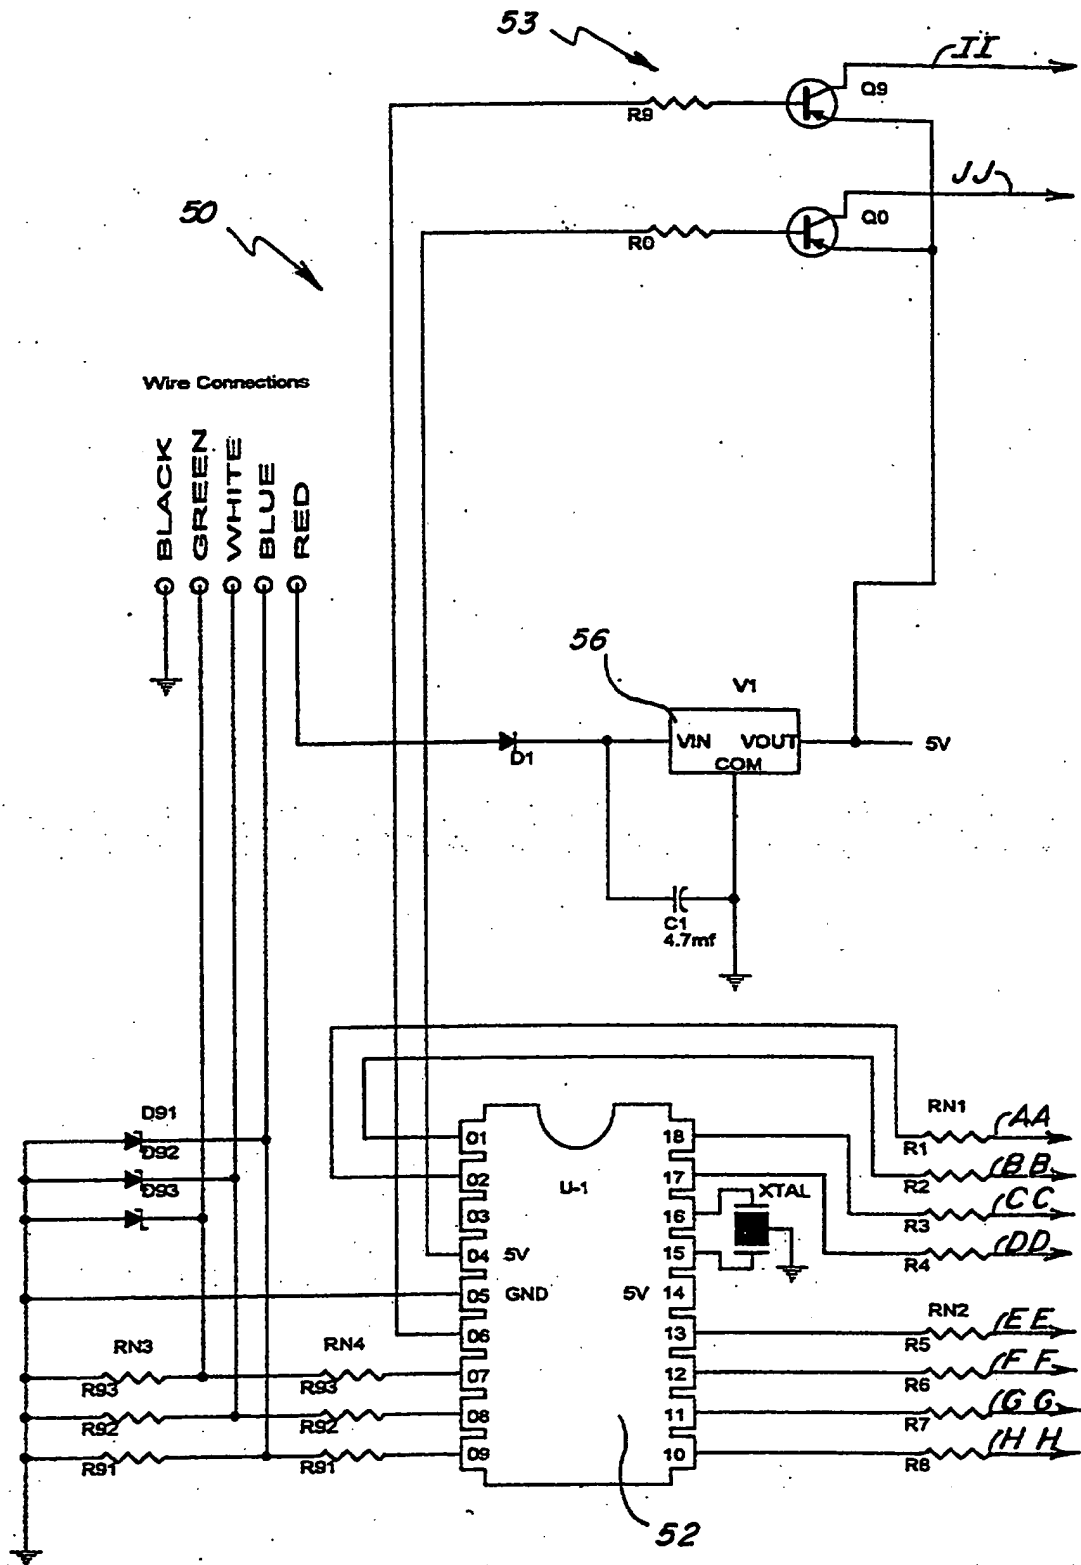 53
II
Q9
R9
JJ
50
Q0
R0
Wire Connections
BLACK
GREEN
WHITE
BLUE
RED
56
V1
VIN
VOUT
5V
COM
D1
C1
4.7mf
D91
RN1
AA
01
18
R1
D92
BB
02
U-1
17
XTAL
R2
D93
CC
03
16
R3
DD
04
5V
15
R4
05
GND
5V
14
RN2
EE
06
13
R5
RN3
RN4
FF
R93
R93
07
12
R6
GG
R92
R92
08
11
R7
HH
R91
R91
09
10
R8
52